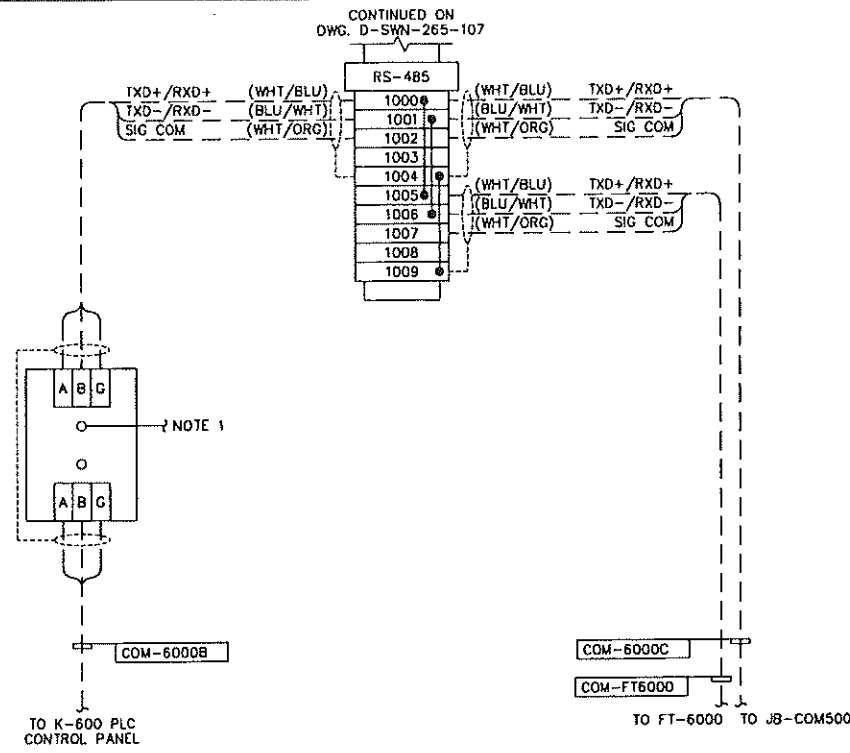 CONTINUED ON
DWG. D-SWN-265-107
RS-485
TXD+/RXD+ (WHT/BLU) 1000 (WHT/BLU) TXD+/RXD+
TXD-/RXD- (BLU/WHT) 1001 (BLU/WHT) TXD-/RXD-
SIG COM (WHT/ORG) 1002 (WHT/ORG) SIG COM
1003
1004
1005 (WHT/BLU) TXD+/RXD+
1006 (BLU/WHT) TXD-/RXD-
1007 (WHT/ORG) SIG COM
1008
1009
A B G
NOTE 1
A B G
COM-6000B
COM-6000C
COM-FT6000
TO K-600 PLC
CONTROL PANEL
TO FT-6000 TO JB-COM500